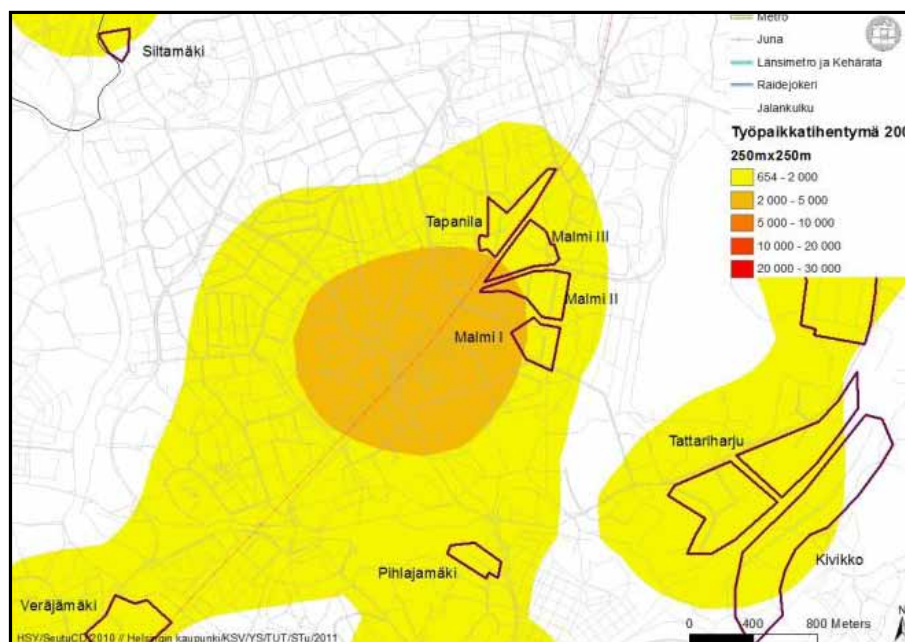 Metro
Juna
Länsimetro ja Kehärata
Raidejokeri
Jalankulku
Työpaikkatihentymä 200
250mx250m
654 - 2 000
2 000 - 5 000
5 000 - 10 000
10 000 - 20 000
20 000 - 30 000
Siltamäki
Tapanila
Malmi III
Malmi II
Malmi I
Tattariharju
Pihlajamäki
Kivikko
Veräjämäki
0 400 800 Meters
N
HSY/SeutuCD 2010 // Helsingin kaupunki/KSV/YS/TUT/STu/2011